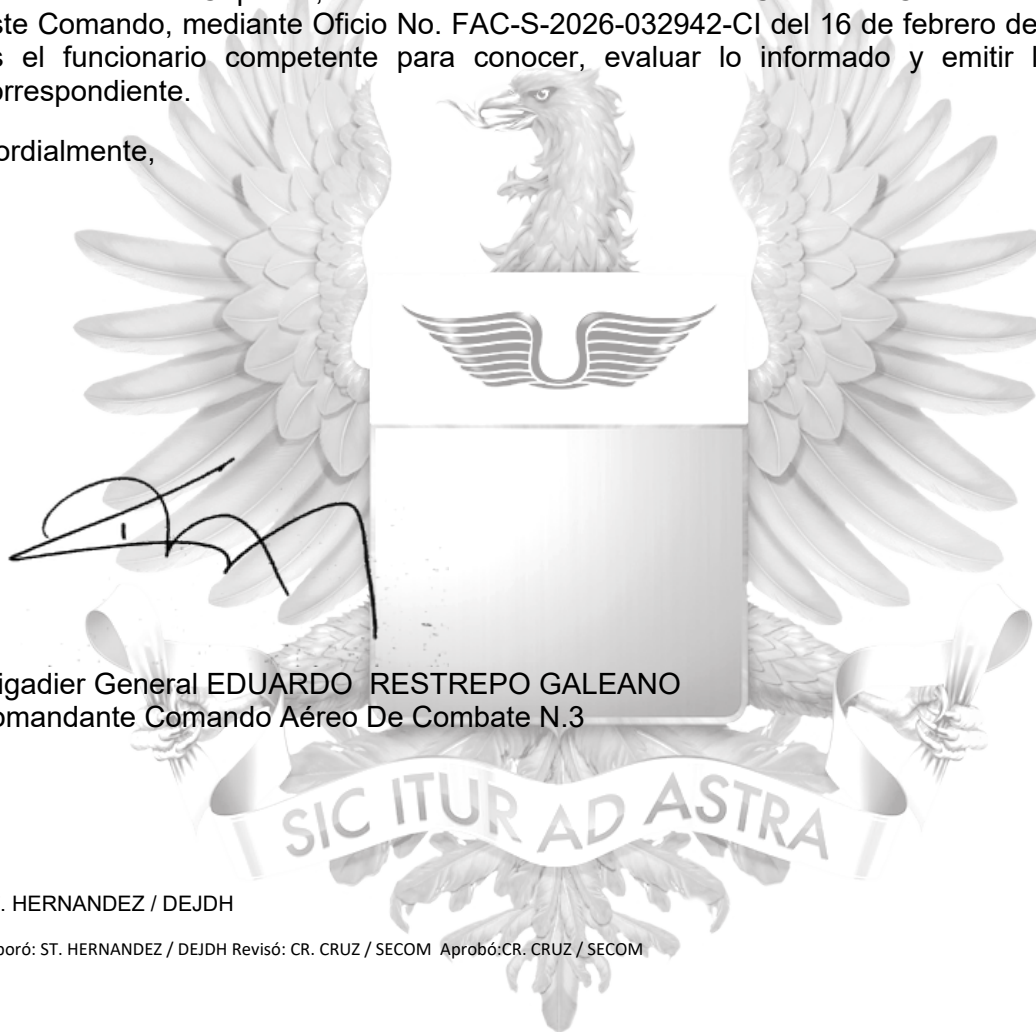 ste Comando, mediante Oficio No. FAC-S-2026-032942-CI del 16 de febrero de
s el funcionario competente para conocer, evaluar lo informado y emitir
orrespondiente.
ordialmente,
igadier General EDUARDO RESTREPO GALEANO
omandante Comando Aéreo De Combate N.3
SIC ITUR AD ASTRA
. HERNANDEZ / DEJDH
boró: ST. HERNANDEZ / DEJDH Revisó: CR. CRUZ / SECOM Aprobó:CR. CRUZ / SECOM